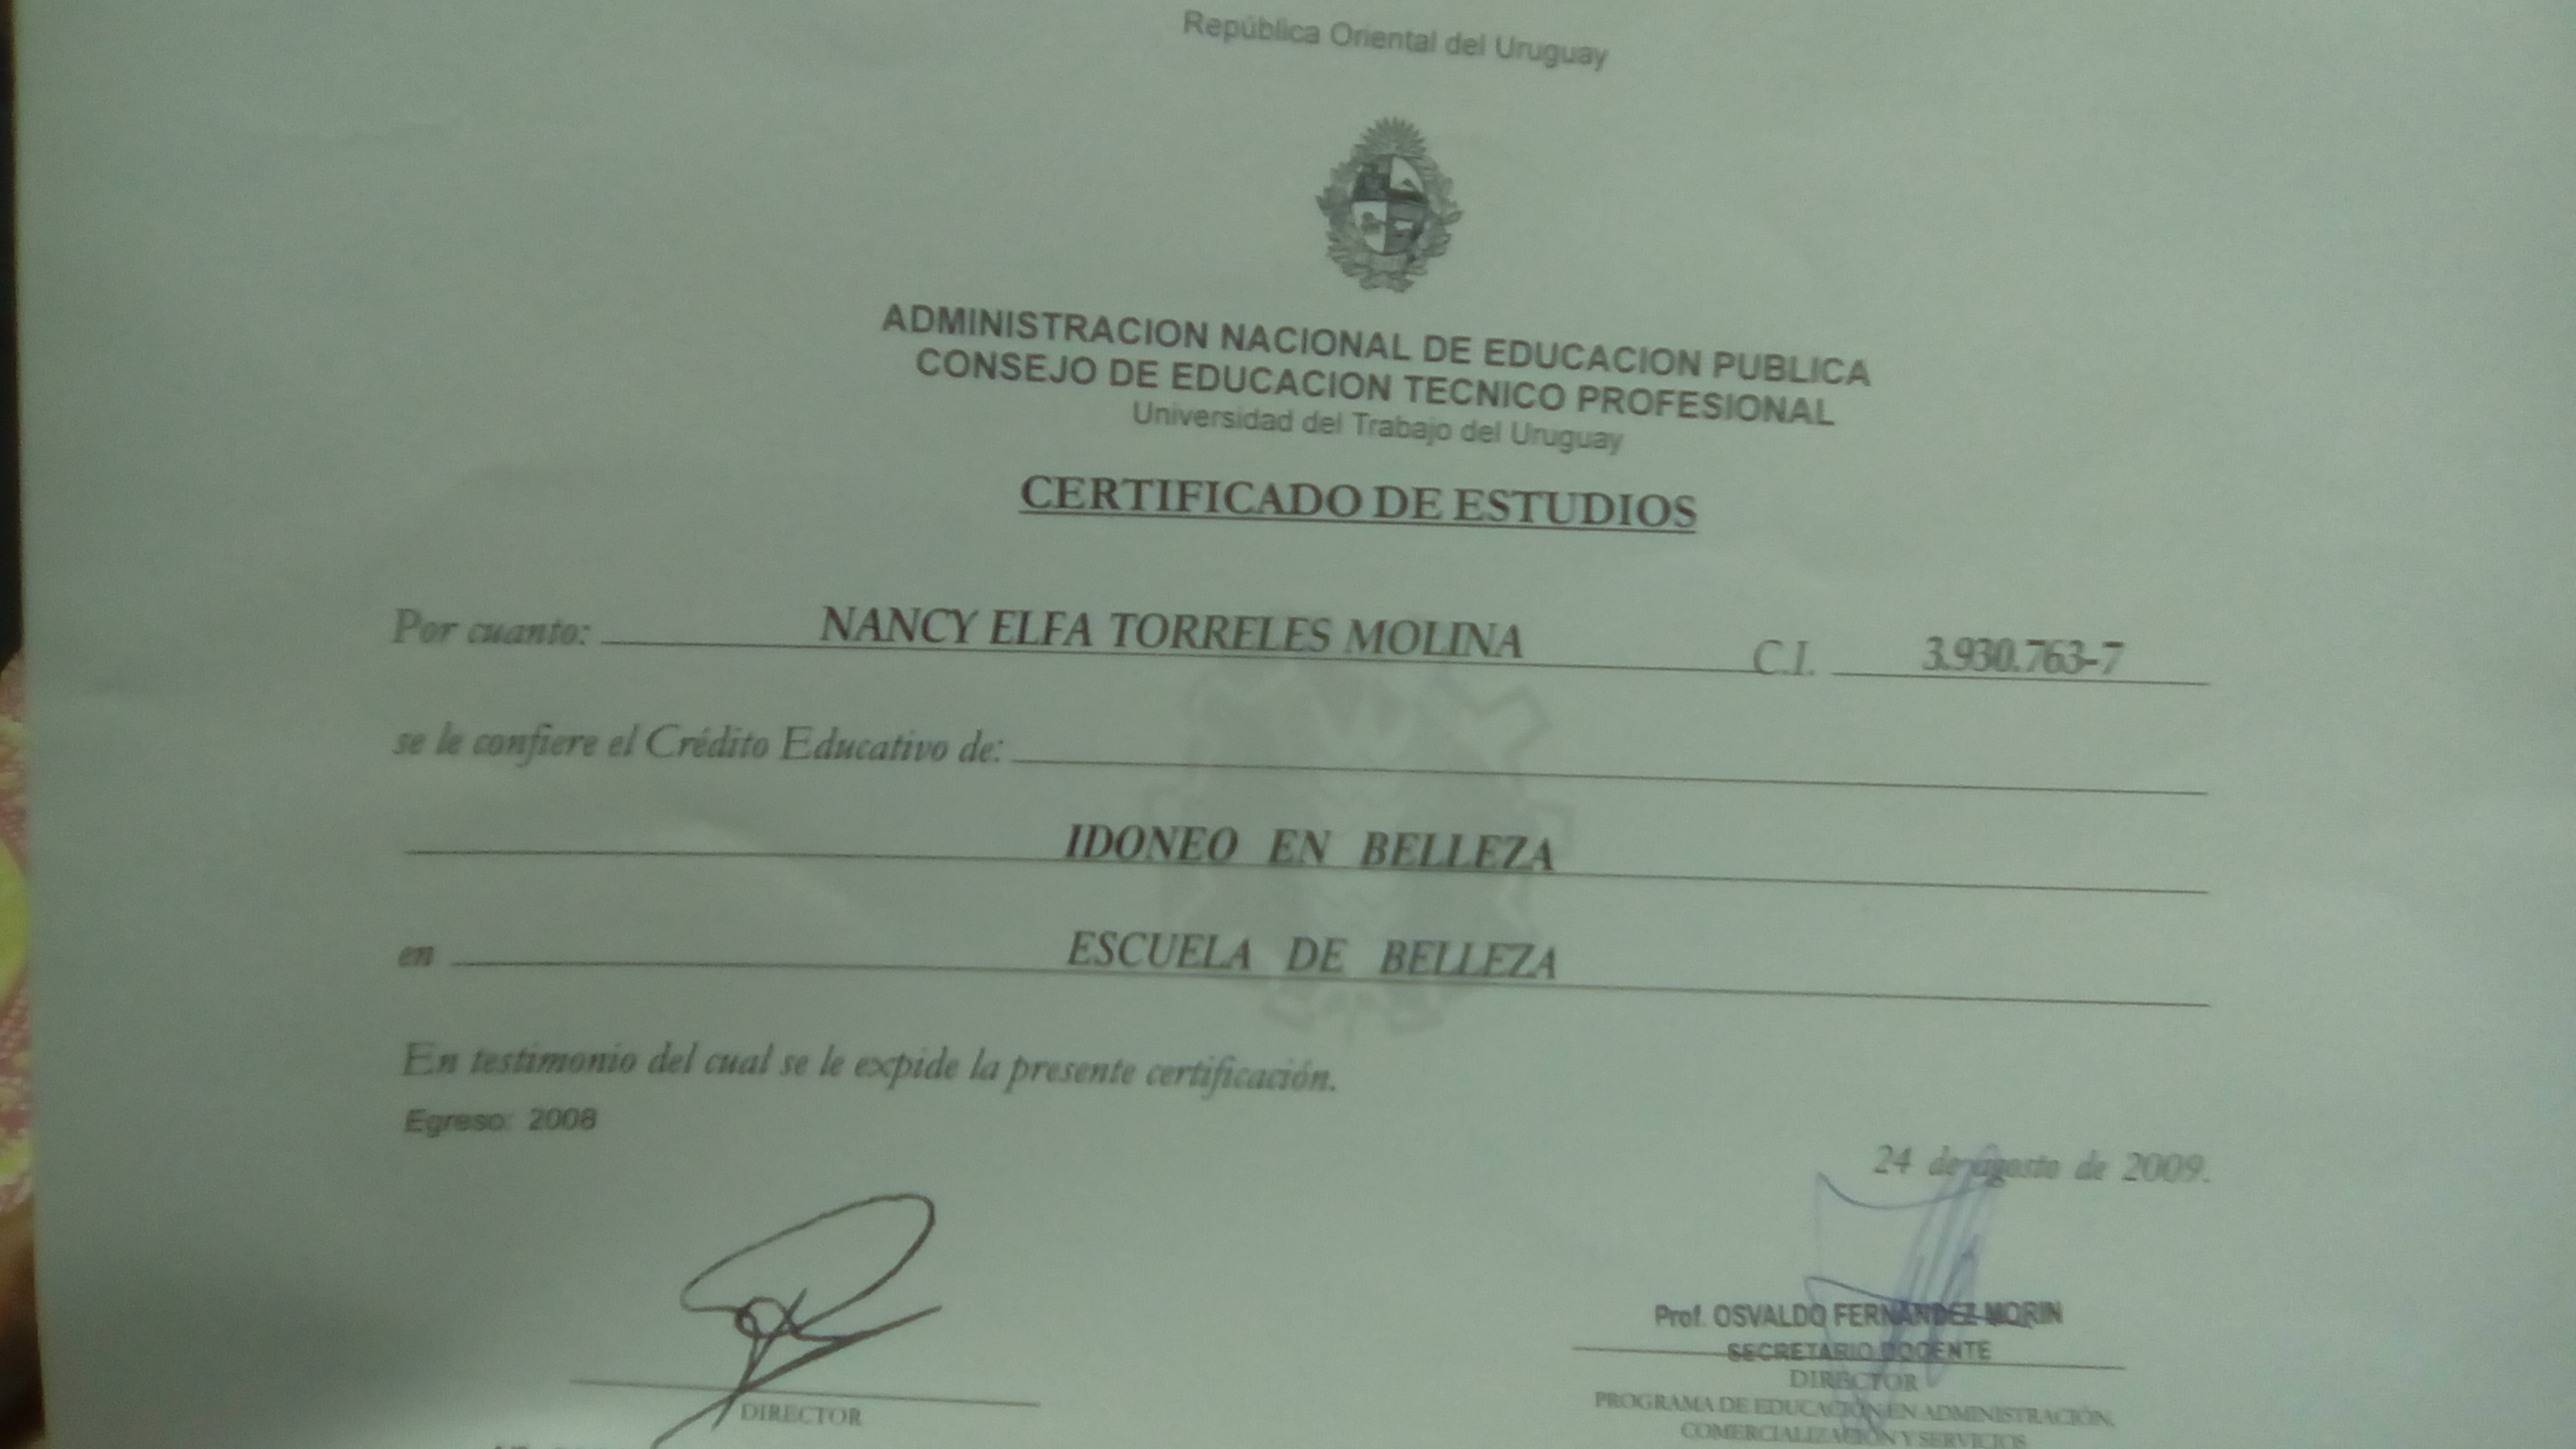 República Oriental del Uruguay
ADMINISTRACION NACIONAL DE EDUCACION PUBLICA
CONSEJO DE EDUCACION TECNICO PROFESIONAL
Universidad del Trabajo del Uruguay
CERTIFICADO DE ESTUDIOS
Por cuanto: NANCY ELFA TORRELES MOLINA C.I. 3.930.763-7
se le confiere el Crédito Educativo de:
IDONEO EN BELLEZA
en ESCUELA DE BELLEZA
En testimonio del cual se le expide la presente certificación.
Egreso: 2008
24 de agosto de 2009.
Prof. OSVALDO FERNANDEZ MORIN
SECRETARIO DOCENTE
DIRECTOR
DIRECTOR
PROGRAMA DE EDUCACIÓN EN ADMINISTRACIÓN,
COMERCIALIZACIÓN Y SERVICIOS